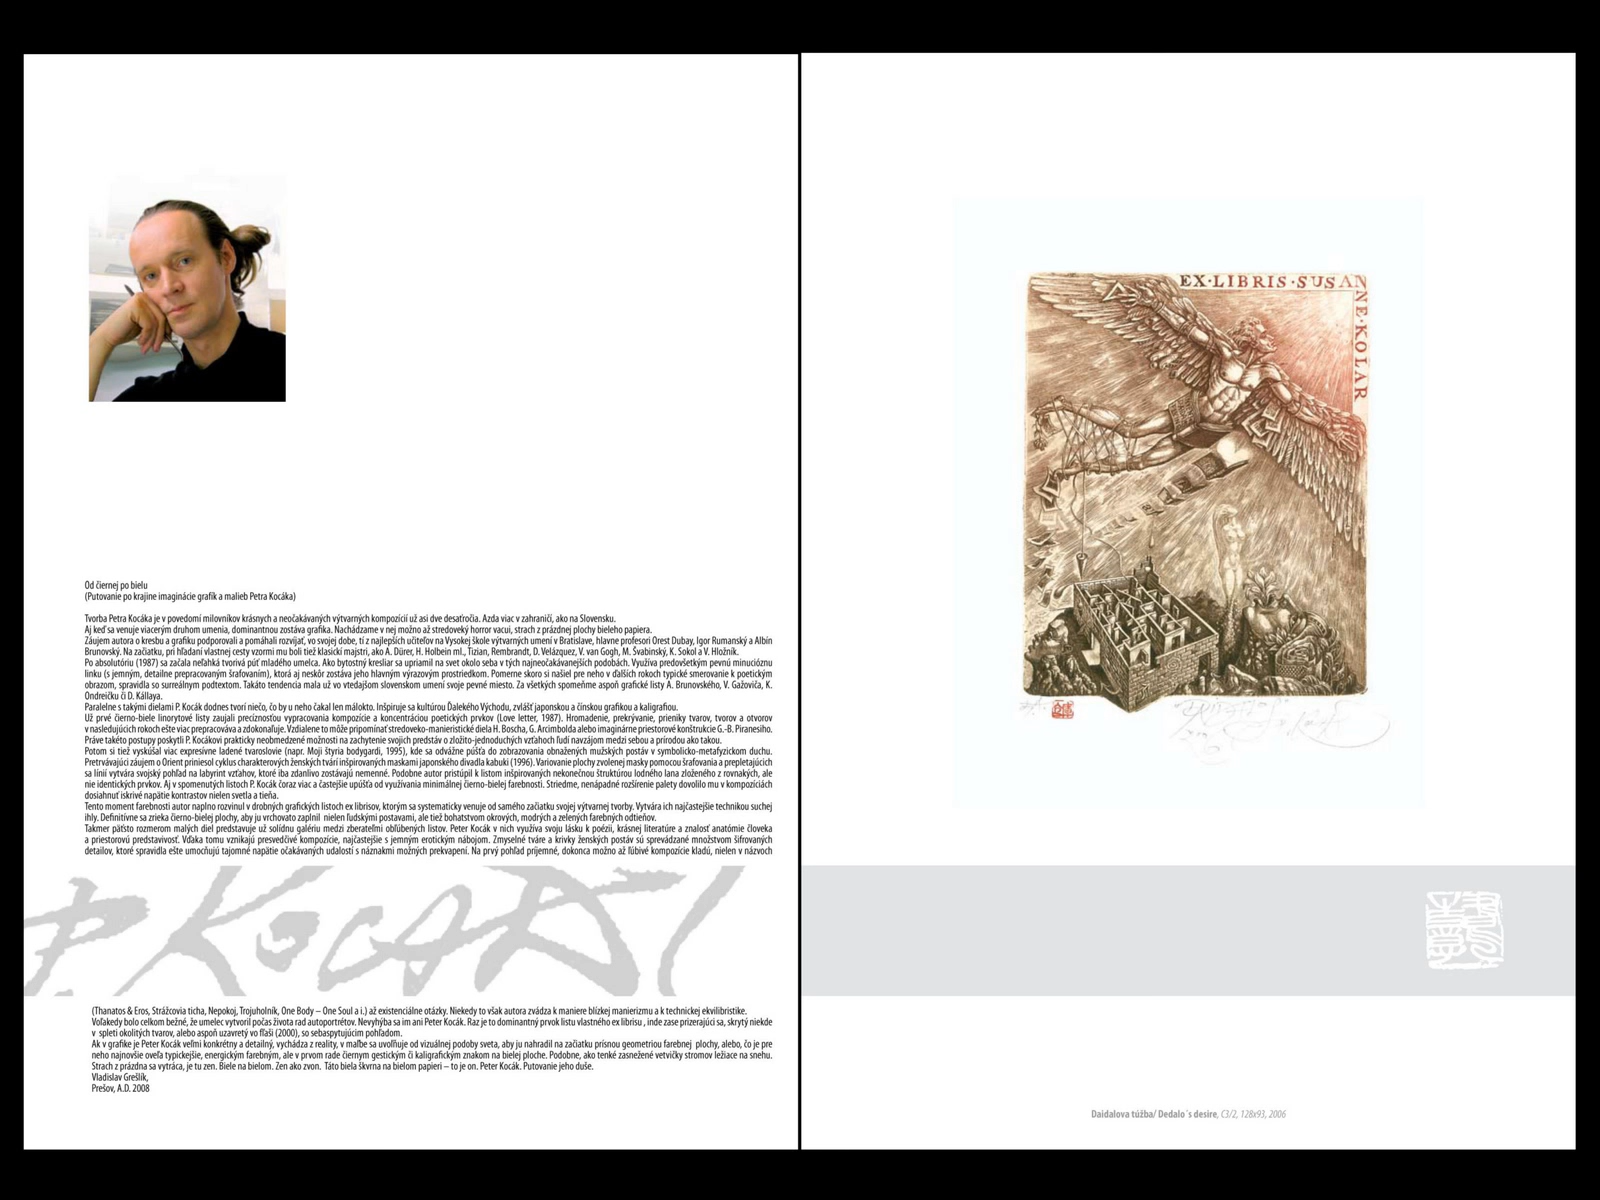 Od čiernej po bielu
(Putovanie po krajine imaginácie grafík a malieb Petra Kocáka)
Tvorba Petra Kocáka je v povedomí milovníkov krásnych a neočakávaných výtvarných kompozícií už asi dve desaťročia. Azda viac v zahraničí, ako na Slovensku.
Aj keď sa venuje viacerým druhom umenia, dominantnou zostáva grafika. Nachádzame v nej možno až stredoveký horror vacui, strach z prázdnej plochy bieleho papiera.
Záujem autora o kresbu a grafiku podporovali a pomáhali rozvíjať, vo svojej dobe, tí z najlepších učiteľov na Vysokej škole výtvarných umení v Bratislave, hlavne profesori Orest Dubay, Igor Rumanský a Albín
Brunovský. Na začiatku, pri hľadaní vlastnej cesty vzormi mu boli tiež klasickí majstri, ako A. Dürer, H. Holbein ml., Tizian, Rembrandt, D. Velázquez, V. van Gogh, M. Švabinský, K. Sokol a V. Hložník.
Po absolutóriu (1987) sa začala neľahká tvorivá púť mladého umelca. Ako bytostný kresliar sa upriamil na svet okolo seba v tých najneočakávanejších podobách. Využíva predovšetkým pevnú minucióznu
linku (s jemným, detailne prepracovaným šrafovaním), ktorá aj neskôr zostáva jeho hlavným výrazovým prostriedkom. Pomerne skoro si našiel pre neho v ďalších rokoch typické smerovanie k poetickým
obrazom, spravidla so surreálnym podtextom. Takáto tendencia mala už vo vtedajšom slovenskom umení svoje pevné miesto. Za všetkých spomeňme aspoň grafické listy A. Brunovského, V. Gažoviča, K.
Ondreičku či D. Kállaya.
Paralelne s takými dielami P. Kocák dodnes tvorí niečo, čo by u neho čakal len málokto. Inšpiruje sa kultúrou Ďalekého Východu, zvlášť japonskou a čínskou grafikou a kaligrafiou.
Už prvé čierno-biele linorytové listy zaujali precíznosťou vypracovania kompozície a koncentráciou poetických prvkov (Love letter, 1987). Hromadenie, prekrývanie, prieniky tvarov, tvorov a otvorov
v nasledujúcich rokoch ešte viac prepracováva a zdokonaľuje. Vzdialene to môže pripomínať stredoveko-manieristické diela H. Boscha, G. Arcimbolda alebo imaginárne priestorové konštrukcie G.-B. Piranesiho.
Práve takéto postupy poskytli P. Kocákovi prakticky neobmedzené možnosti na zachytenie svojich predstáv o zložito-jednoduchých vzťahoch ľudí navzájom medzi sebou a prírodou ako takou.
Potom si tiež vyskúšal viac expresívne ladené tvaroslovie (napr. Moji štyria bodygardi, 1995), kde sa odvážne púšťa do zobrazovania obnažených mužských postáv v symbolicko-metafyzickom duchu.
Pretrvávajúci záujem o Orient priniesol cyklus charakterových ženských tvári inšpirovaných maskami japonského divadla kabuki (1996). Variovanie plochy zvolenej masky pomocou šrafovania a prepletajúcich
sa línií vytvára svojský pohľad na labyrint vzťahov, ktoré iba zdanlivo zostávajú nemenné. Podobne autor pristúpil k listom inšpirovaných nekonečnou štruktúrou lodného lana zloženého z rovnakých, ale
nie identických prvkov. Aj v spomenutých listoch P. Kocák čoraz viac a častejšie upúšťa od využívania minimálnej čierno-bielej farebnosti. Striedme, nenápadné rozšírenie palety dovolilo mu v kompozíciách
dosiahnuť iskrivé napätie kontrastov nielen svetla a tieňa.
Tento moment farebnosti autor naplno rozvinul v drobných grafických listoch ex librisov, ktorým sa systematicky venuje od samého začiatku svojej výtvarnej tvorby. Vytvára ich najčastejšie technikou suchej
ihly. Definitívne sa zrieka čierno-bielej plochy, aby ju vrchovato zaplnil nielen ľudskými postavami, ale tiež bohatstvom okrových, modrých a zelených farebných odtieňov.
Takmer päťsto rozmerom malých diel predstavuje už solídnu galériu medzi zberateľmi obľúbených listov. Peter Kocák v nich využíva svoju lásku k poézii, krásnej literatúre a znalosť anatómie človeka
a priestorovú predstavivosť. Vďaka tomu vznikajú presvedčivé kompozície, najčastejšie s jemným erotickým nábojom. Zmyselné tváre a krivky ženských postáv sú sprevádzané množstvom šifrovaných
detailov, ktoré spravidla ešte umocňujú tajomné napätie očakávaných udalostí s náznakmi možných prekvapení. Na prvý pohľad príjemné, dokonca možno až ľúbivé kompozície kladú, nielen v názvoch
P. KOCÁK
(Thanatos & Eros, Strážcovia ticha, Nepokoj, Trojuholník, One Body – One Soul a i.) až existenciálne otázky. Niekedy to však autora zvádza k maniere blízkej manierizmu a k technickej ekvilibristike.
Voľakedy bolo celkom bežné, že umelec vytvoril počas života rad autoportrétov. Nevyhýba sa im ani Peter Kocák. Raz je to dominantný prvok listu vlastného ex librisu , inde zase prizerajúci sa, skrytý niekde
v spleti okolitých tvarov, alebo aspoň uzavretý vo fľaši (2000), so sebaspytujúcim pohľadom.
Ak v grafike je Peter Kocák veľmi konkrétny a detailný, vychádza z reality, v maľbe sa uvoľňuje od vizuálnej podoby sveta, aby ju nahradil na začiatku prísnou geometriou farebnej plochy, alebo, čo je pre
neho najnovšie oveľa typickejšie, energickým farebným, ale v prvom rade čiernym gestickým či kaligrafickým znakom na bielej ploche. Podobne, ako tenké zasnežené vetvičky stromov ležiace na snehu.
Strach z prázdna sa vytráca, je tu zen. Biele na bielom. Zen ako zvon. Táto biela škvrna na bielom papieri – to je on. Peter Kocák. Putovanie jeho duše.
Vladislav Grešlík,
Prešov, A.D. 2008
EX·LIBRIS·SUSAN
NE·KOLAR
Daidalova túžba/ Dedalo´s desire, C3/2, 128x93, 2006